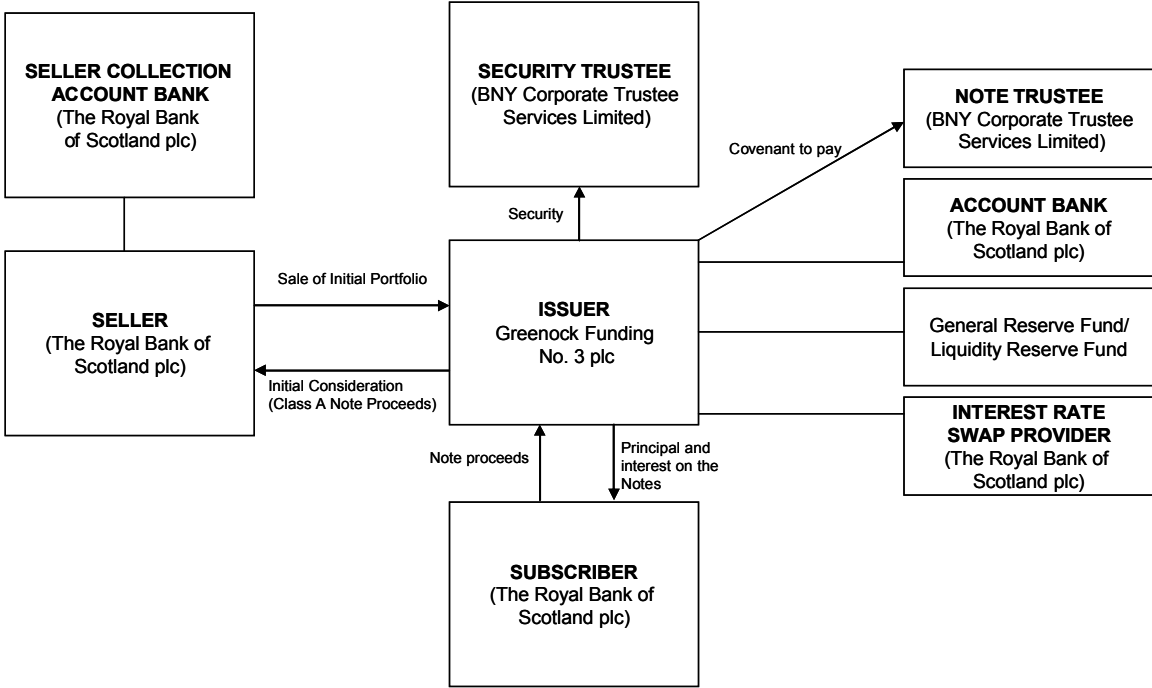 SELLER COLLECTION
ACCOUNT BANK
(The Royal Bank
of Scotland plc)
SECURITY TRUSTEE
(BNY Corporate Trustee
Services Limited)
NOTE TRUSTEE
(BNY Corporate Trustee
Services Limited)
Covenant to pay
Security
ACCOUNT BANK
(The Royal Bank of
Scotland plc)
SELLER
(The Royal Bank of
Scotland plc)
Sale of Initial Portfolio
Initial Consideration
(Class A Note Proceeds)
ISSUER
Greenock Funding
No. 3 plc
General Reserve Fund/
Liquidity Reserve Fund
INTEREST RATE
SWAP PROVIDER
(The Royal Bank of
Scotland plc)
Note proceeds
Principal and
interest on the
Notes
SUBSCRIBER
(The Royal Bank of
Scotland plc)